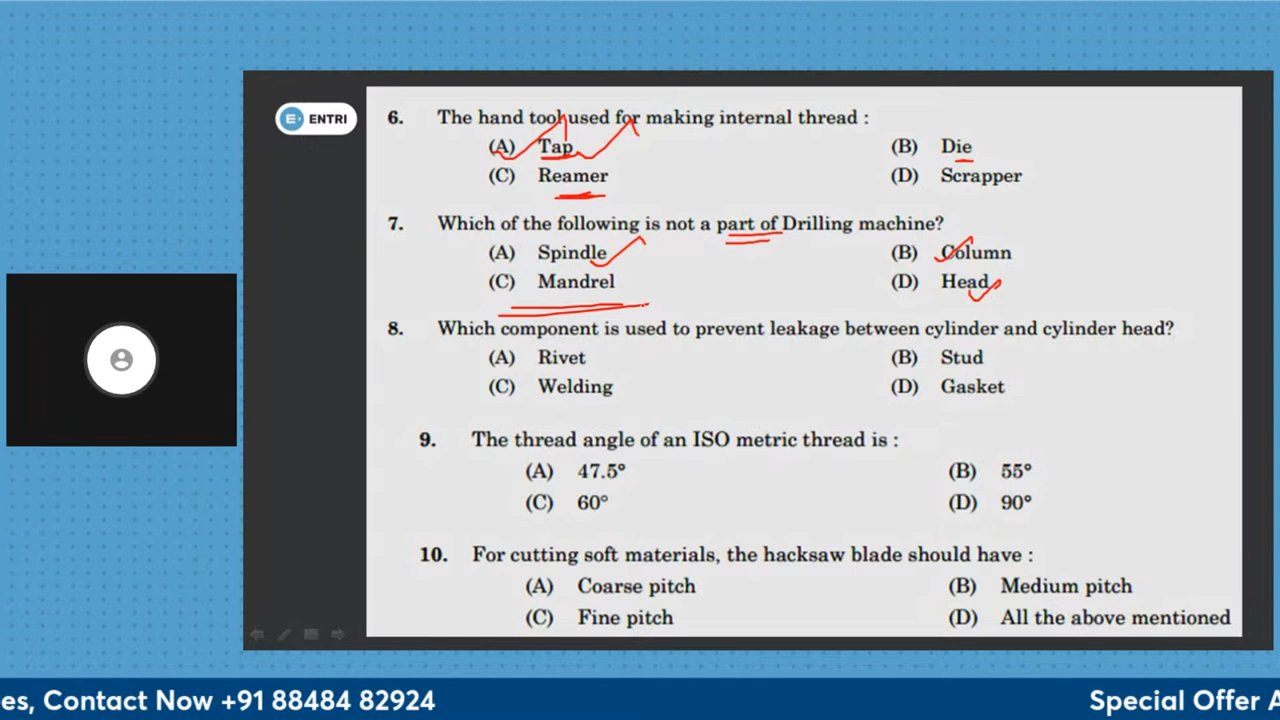 ENTRI
6. The hand tool used for making internal thread :
(A) Tap (B) Die
(C) Reamer (D) Scrapper
7. Which of the following is not a part of Drilling machine?
(A) Spindle (B) Column
(C) Mandrel (D) Head
8. Which component is used to prevent leakage between cylinder and cylinder head?
(A) Rivet (B) Stud
(C) Welding (D) Gasket
9. The thread angle of an ISO metric thread is :
(A) 47.5° (B) 55°
(C) 60° (D) 90°
10. For cutting soft materials, the hacksaw blade should have :
(A) Coarse pitch (B) Medium pitch
(C) Fine pitch (D) All the above mentioned
es, Contact Now +91 88484 82924 Special Offer A